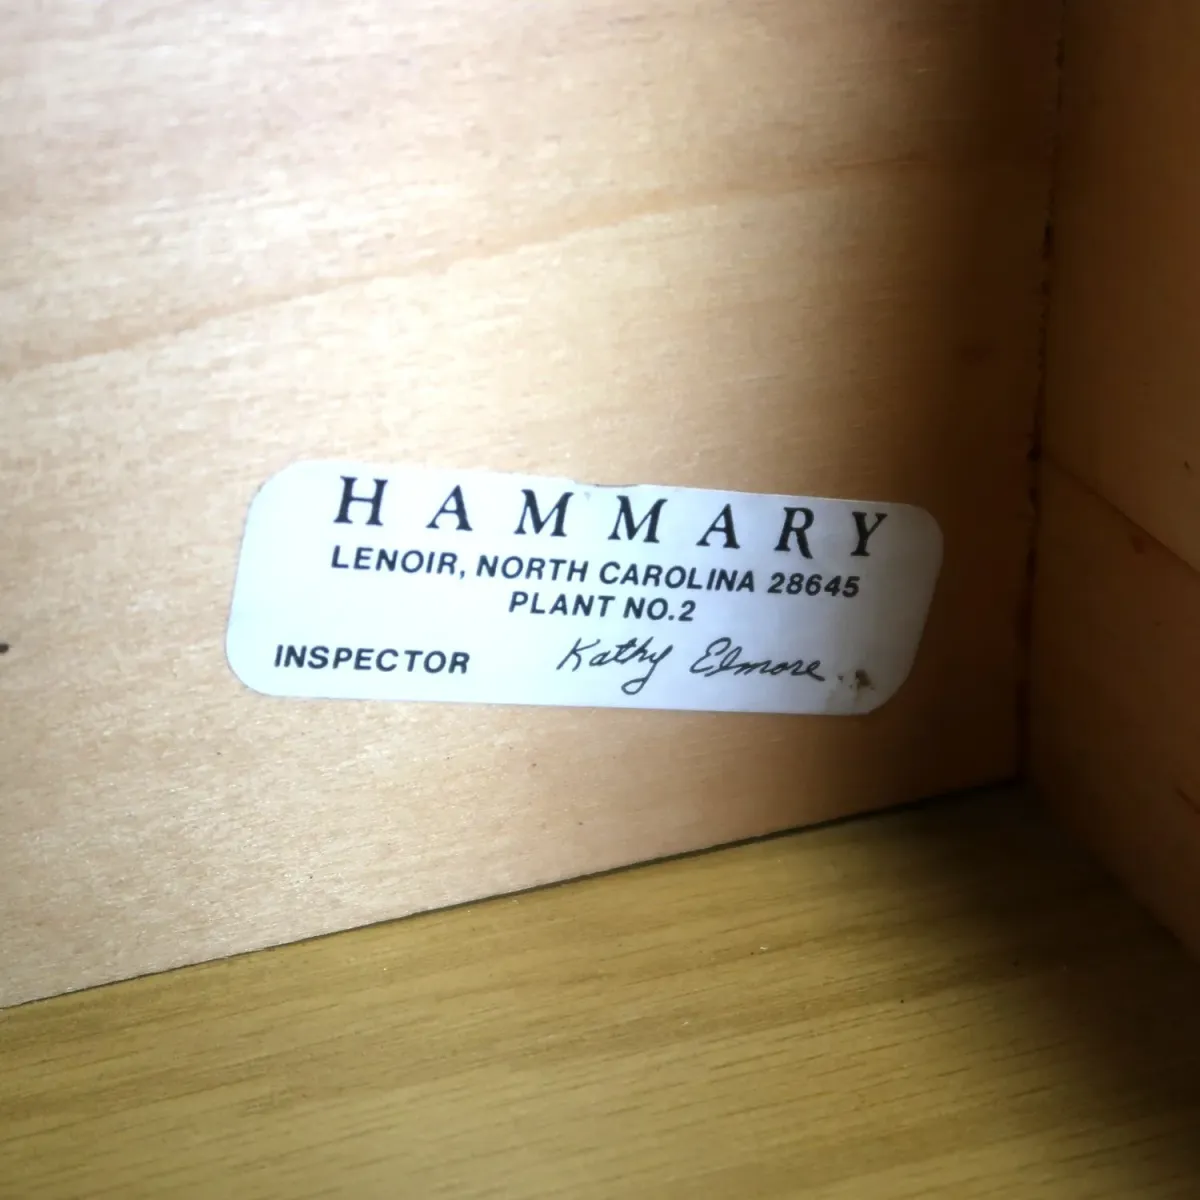 HAMMARY
LENOIR, NORTH CAROLINA 28645
PLANT NO.2
INSPECTOR Kathy Elmore